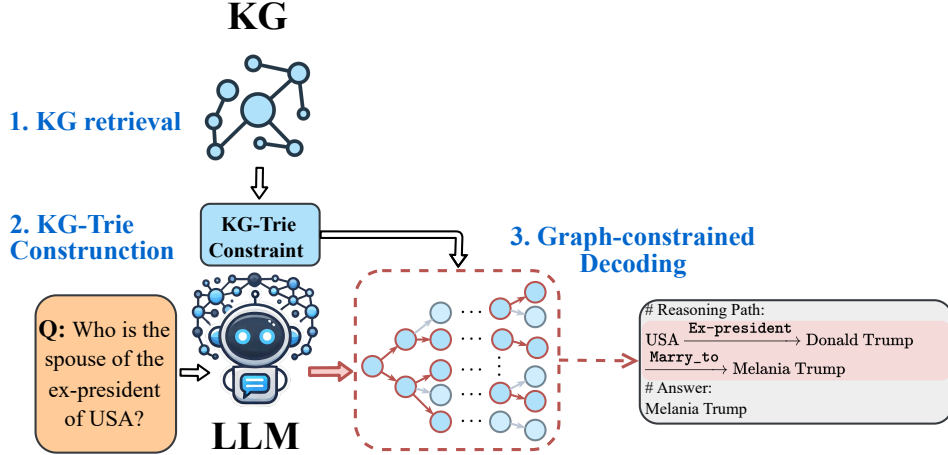 KG
1. KG retrieval
2. KG-Trie
Construnction
KG-Trie
Constraint
3. Graph-constrained
Decoding
Q: Who is the
spouse of the
ex-president
of USA?
LLM
# Reasoning Path:
Ex-president
USA Donald Trump
Marry_to
Melania Trump
# Answer:
Melania Trump